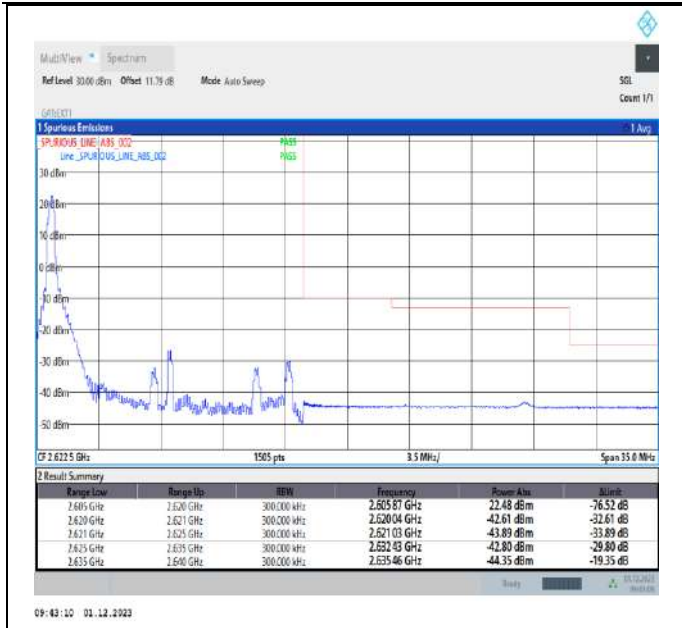 MultiView Spectrum
Ref Level 30.00 dBm Offset 11.79 dB Mode Auto Sweep SGL
Count 1/1
1 Spurious Emissions 1 Avg
SPURIOUS_LINE_ABS_002 PASS
Line _SPURIOUS_LINE_ABS_002 PASS
30 dBm
20 dBm
10 dBm
0 dBm
-10 dBm
-20 dBm
-30 dBm
-40 dBm
-50 dBm
CF 2.6225 GHz 1505 pts 3.5 MHz/ Span 35.0 MHz
2 Result Summary
Range Low Range Up RBW Frequency Power Abs ΔLimit
2.605 GHz 2.620 GHz 300.000 kHz 2.60587 GHz 22.48 dBm -76.52 dB
2.620 GHz 2.621 GHz 300.000 kHz 2.62004 GHz -42.61 dBm -32.61 dB
2.621 GHz 2.625 GHz 300.000 kHz 2.62103 GHz -43.89 dBm -33.89 dB
2.625 GHz 2.635 GHz 300.000 kHz 2.63243 GHz -42.80 dBm -29.80 dB
2.635 GHz 2.640 GHz 300.000 kHz 2.63546 GHz -44.35 dBm -19.35 dB
Ready 01.12.2023
09:43:10 01.12.2023